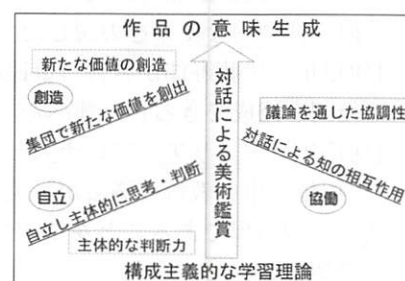 作品の意味生成
新たな価値の創造
創造
集団で新たな価値を創出
対話による美術鑑賞
議論を通した協調性
対話による知の相互作用
協働
自立
自立し主体的に思考・判断
主体的な判断力
構成主義的な学習理論